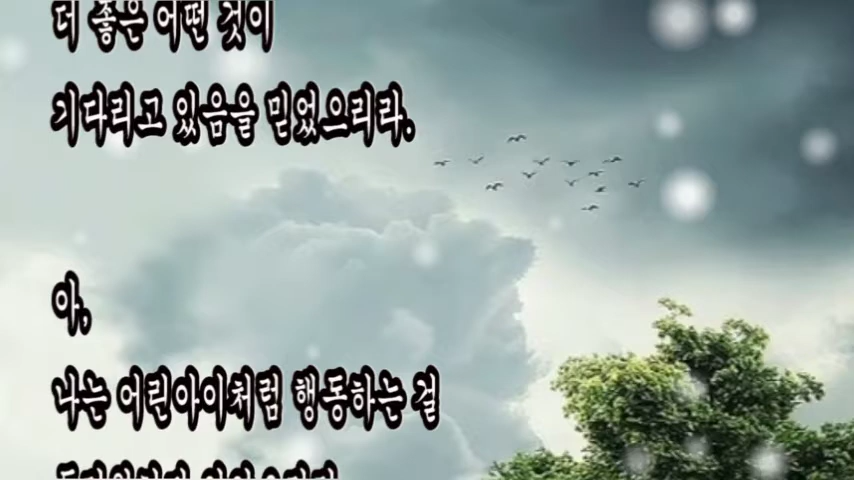 더 좋은 어떤 것이
기다리고 있음을 믿었으리라.
아,
나는 어린아이처럼 행동하는 걸